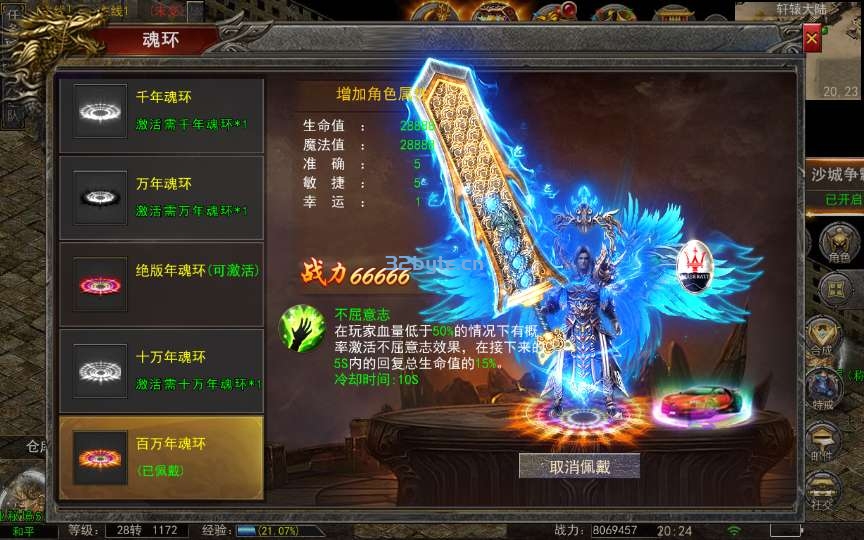 线1
魂环
轩辕大陆
20, 23
千年魂环
激活需千年魂环*1
万年魂环
激活需万年魂环*1
绝版年魂环(可激活)
十万年魂环
激活需十万年魂环*1
百万年魂环
(已佩戴)
增加角色属
生命值 : 28888
魔法值 : 28888
准 确 : 5
敏 捷 : 5
幸 运 : 1
战力 66666
32byte.cn
不屈意志
在玩家血量低于50%的情况下有概
率激活不屈意志效果,在接下来的
5S内的回复总生命值的15%。
冷却时间:10S
取消佩戴
沙城争霸
已开启
角色
合成
特戒
邮件
社交
仓库
和平
等级: 28转 1172
经验: (21.07%)
战力: 8069457
20:24